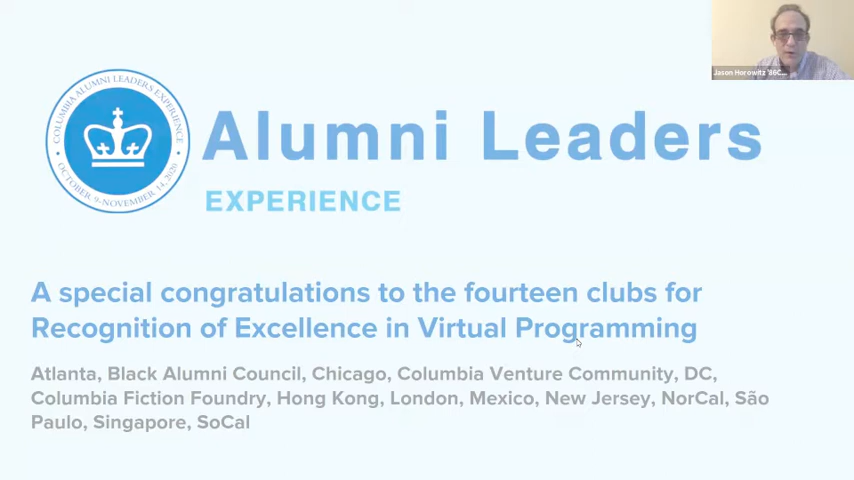 Jason Horowitz '86C...
COLUMBIA ALUMNI LEADERS EXPERIENCE
OCTOBER 9-NOVEMBER 14, 2020
Alumni Leaders
EXPERIENCE
A special congratulations to the fourteen clubs for
Recognition of Excellence in Virtual Programming
Atlanta, Black Alumni Council, Chicago, Columbia Venture Community, DC,
Columbia Fiction Foundry, Hong Kong, London, Mexico, New Jersey, NorCal, São
Paulo, Singapore, SoCal